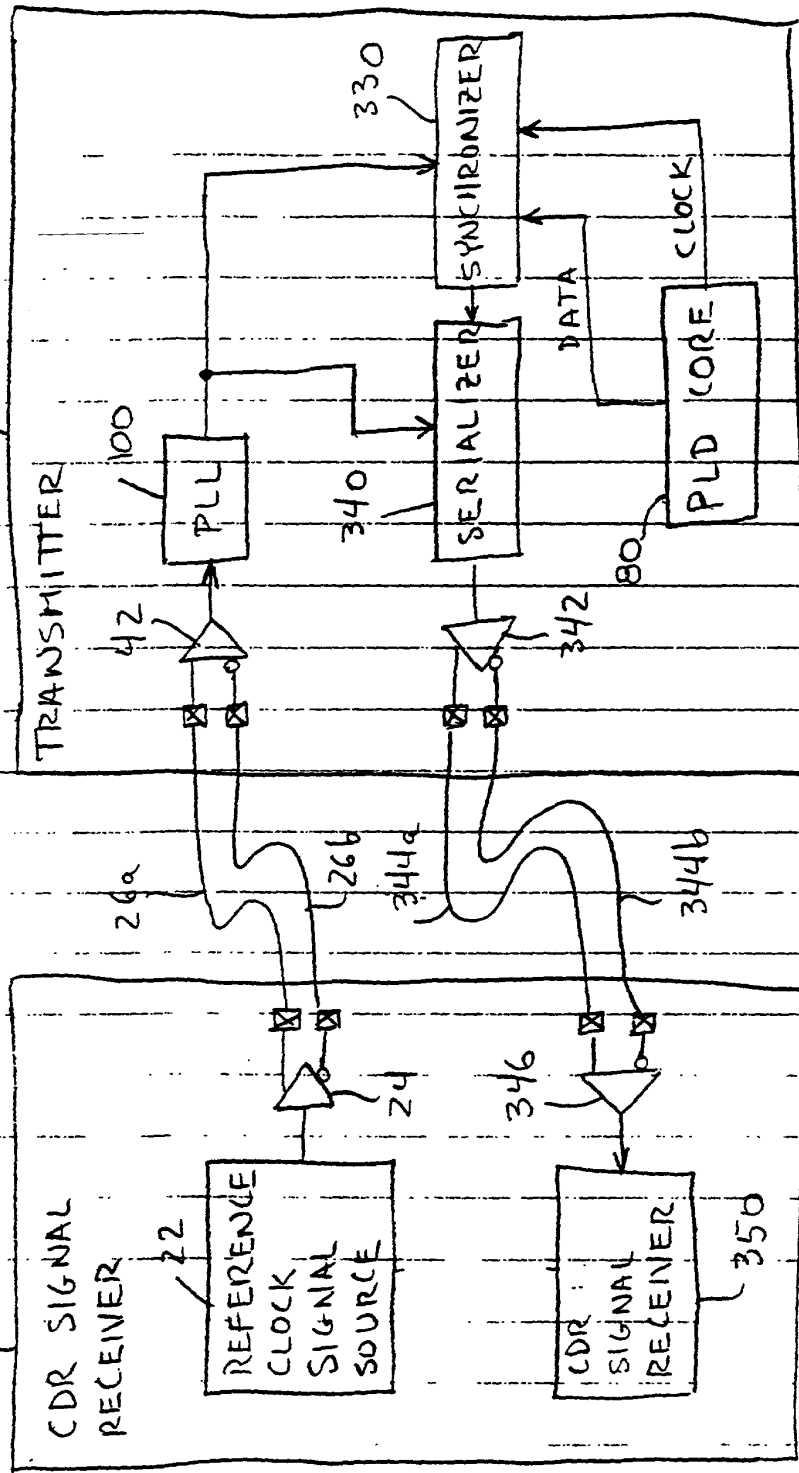 CDR SIGNAL
RECEIVER
22
REFERENCE
CLOCK
SIGNAL
SOURCE
24
26a
26b
TRANSMITTER
42
PLL
100
CDR
SIGNAL
RECEIVER
350
346
344a
344b
342
340
SERIALIZER
SYNCHRONIZER
330
DATA
CLOCK
80
PLD CORE